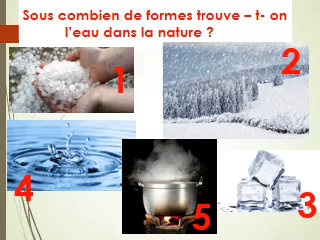 Sous combien de formes trouve – t- on
l'eau dans la nature ?
1
2
4
5
3